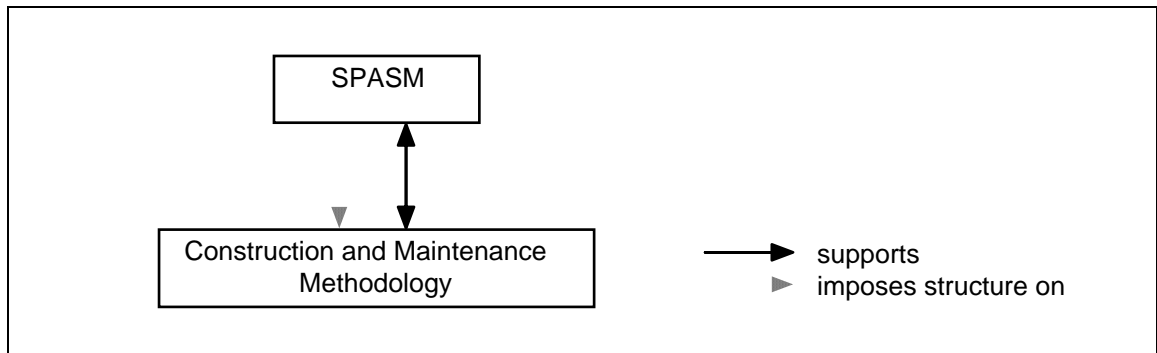 SPASM
Construction and Maintenance
Methodology
supports
imposes structure on